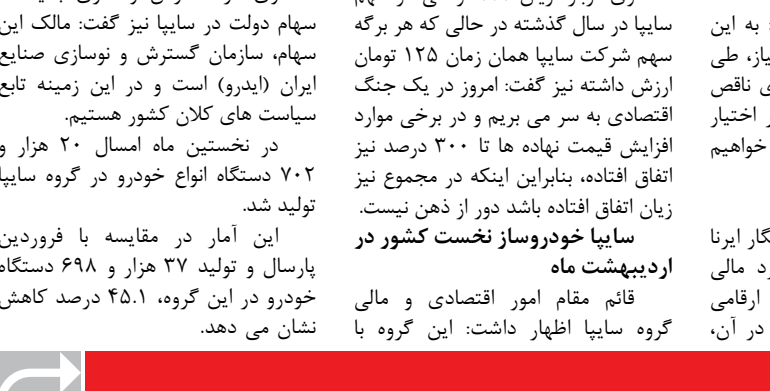 به این
نیاز، طی
ناقص
اختیار
خواهیم
ایرنا
مالی
ارقامی
در آن،
سایپا در سال گذشته در حالی که هر برگه
سهم شرکت سایپا همان زمان ۱۲۵ تومان
ارزش داشته نیز گفت: امروز در یک جنگ
اقتصادی به سر می بریم و در برخی موارد
افزایش قیمت نهاده ها تا ۳۰۰ درصد نیز
اتفاق افتاده، بنابراین اینکه در مجموع نیز
زیان اتفاق افتاده باشد دور از ذهن نیست.
سایپا خودروساز نخست کشور در
اردیبهشت ماه
قائم مقام امور اقتصادی و مالی
گروه سایپا اظهار داشت: این گروه با
سهام دولت در سایپا نیز گفت: مالک این
سهام، سازمان گسترش و نوسازی صنایع
ایران (ایدرو) است و در این زمینه تابع
سیاست های کلان کشور هستیم.
در نخستین ماه امسال ۲۰ هزار و
۷۰۲ دستگاه انواع خودرو در گروه سایپا
تولید شد.
این آمار در مقایسه با فروردین
پارسال و تولید ۳۷ هزار و ۶۹۸ دستگاه
خودرو در این گروه، ۴۵.۱ درصد کاهش
نشان می دهد.